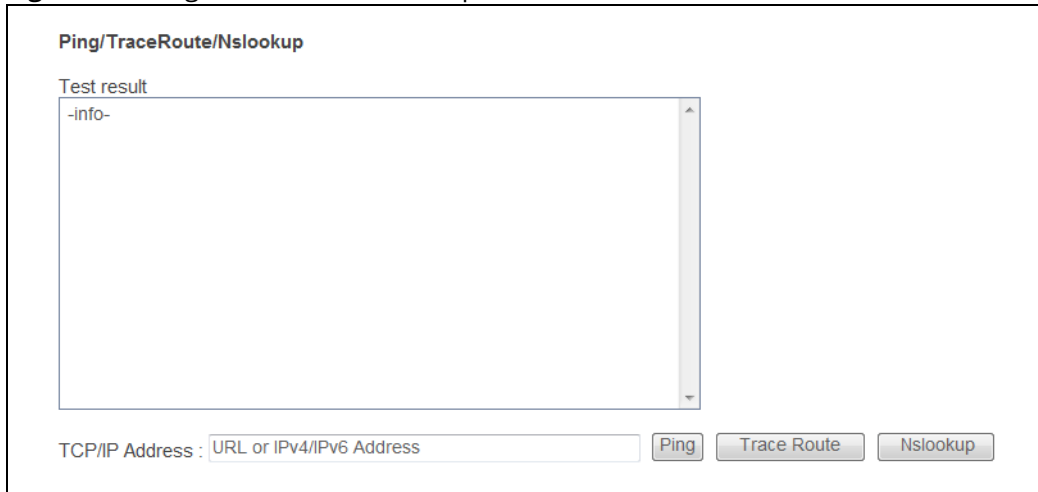 Ping/TraceRoute/Nslookup
Test result
-info-
TCP/IP Address : URL or IPv4/IPv6 Address Ping Trace Route Nslookup